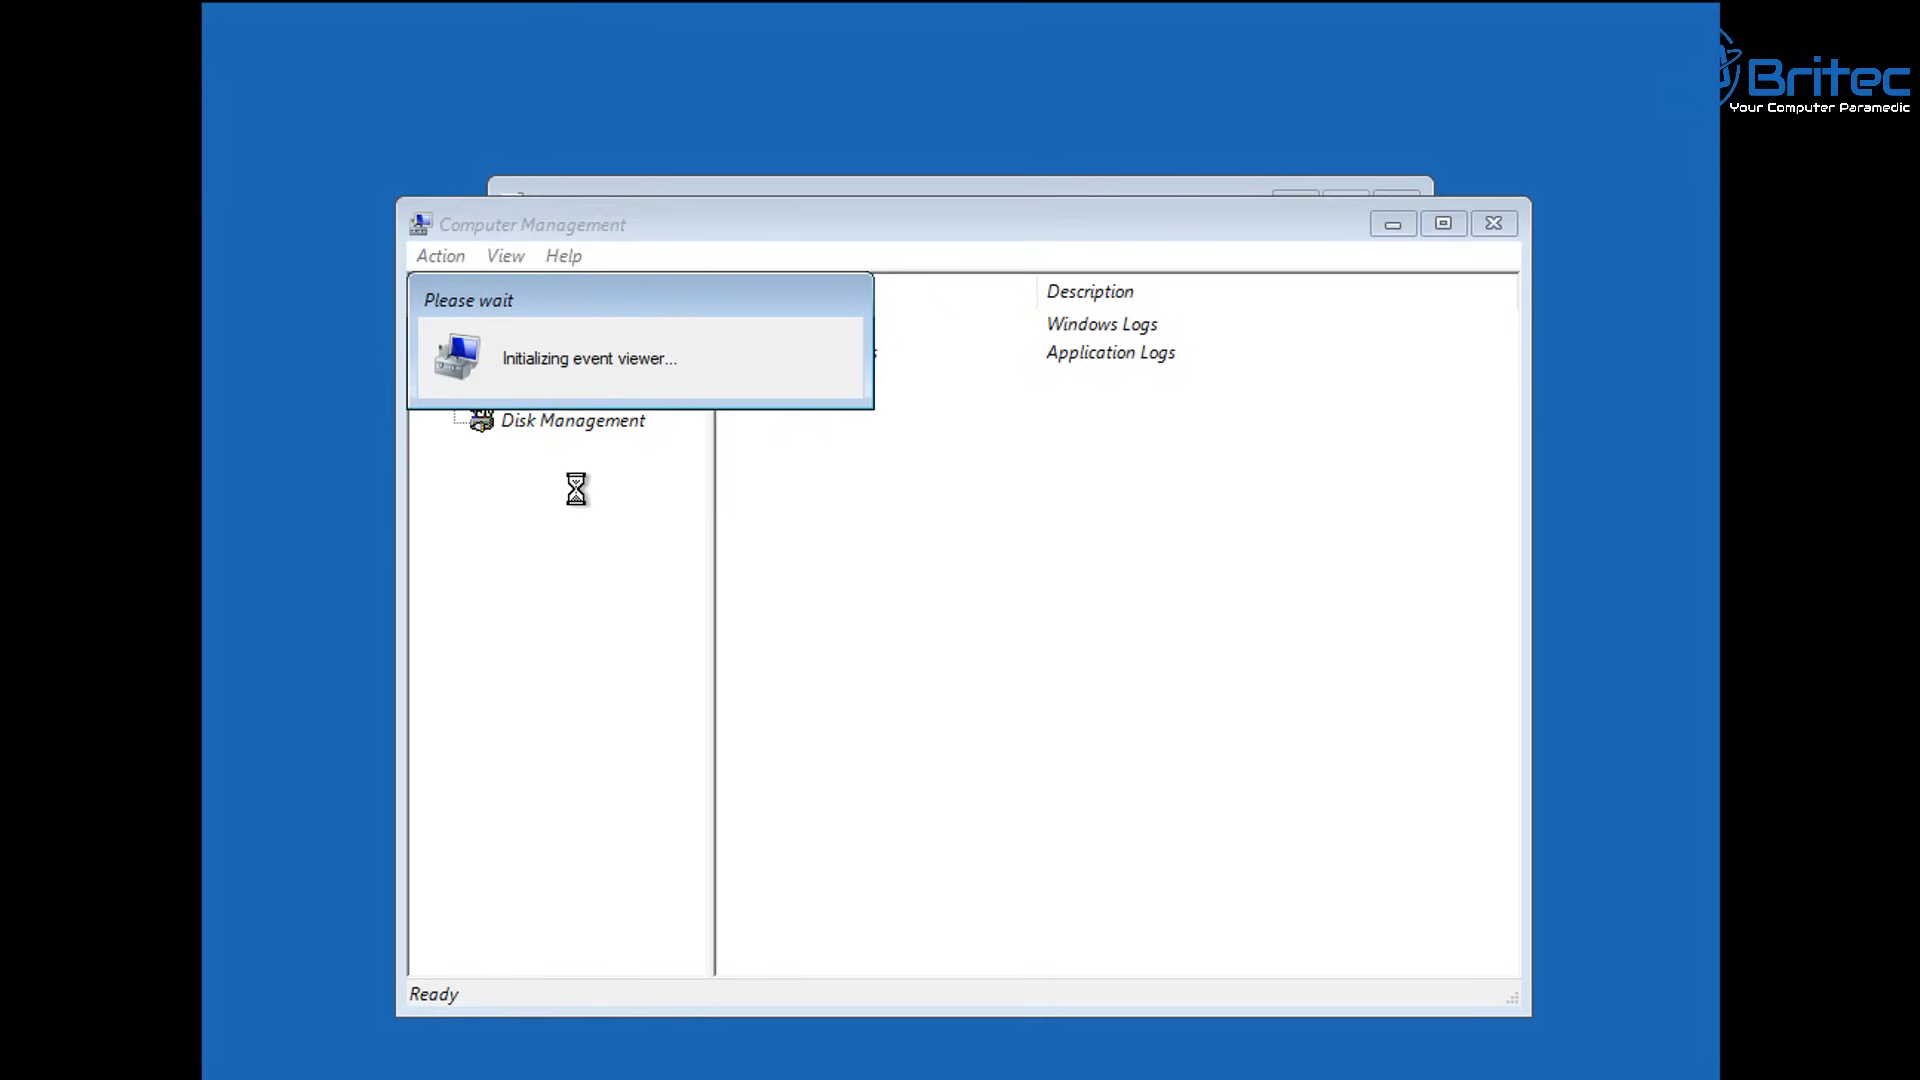 Britec
Your Computer Paramedic
Computer Management
Action View Help
Please wait
Initializing event viewer...
Description
Windows Logs
Application Logs
Disk Management
Ready